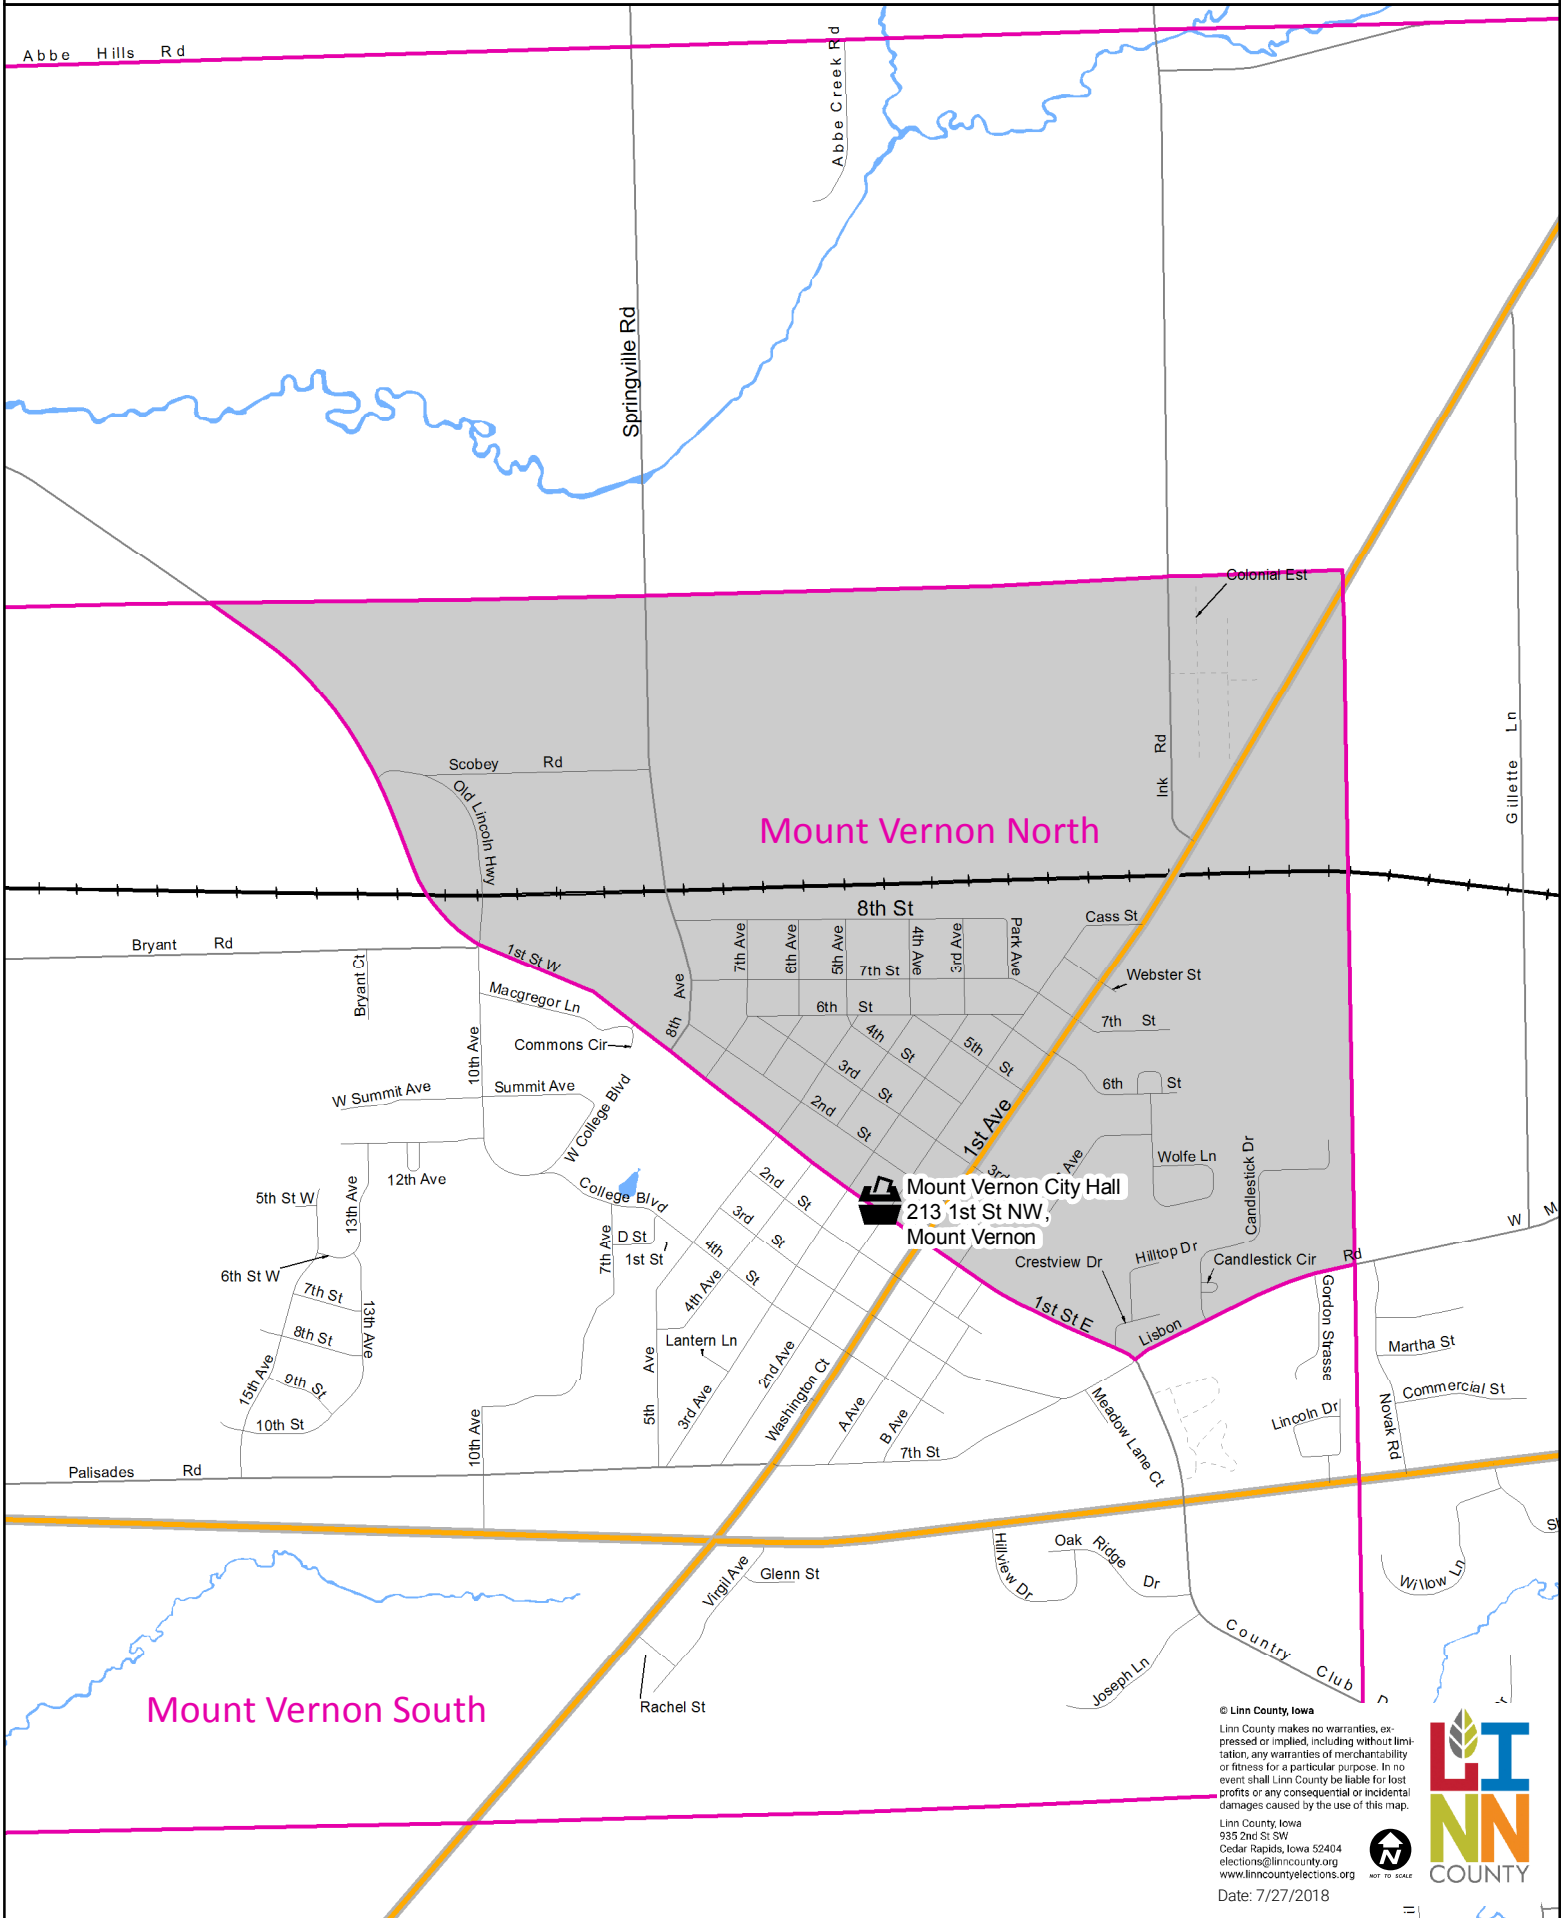 Abbe Hills Rd
Abbe Creek Rd
Springville Rd
Colonial Est
Gillette Ln
Ink Rd
Scobey Rd
Old Lincoln Hwy
Mount Vernon North
8th St
Cass St
Bryant Rd
1st St W
7th Ave
6th Ave
5th Ave
4th Ave
3rd Ave
Park Ave
7th St
Webster St
Bryant Ct
Macgregor Ln
8th Ave
6th St
7th St
Commons Cir
10th Ave
4th St
5th St
3rd St
6th St
W Summit Ave
Summit Ave
W College Blvd
2nd St
1st Ave
3rd
Ave
Wolfe Ln
Candlestick Dr
12th Ave
5th St W
13th Ave
College Blvd
2nd St
Mount Vernon City Hall
213 1st St NW,
Mount Vernon
3rd St
D St
1st St
7th Ave
4th St
W M
Rd
Crestview Dr
Hilltop Dr
Candlestick Cir
6th St W
7th St
4th Ave
1st St E
Lisbon
Gordon Strasse
13th Ave
8th St
Lantern Ln
Martha St
15th Ave
9th St
5th Ave
3rd Ave
2nd Ave
Washington Ct
A Ave
B Ave
Meadow Lane Ct
Commercial St
Novak Rd
Lincoln Dr
10th St
10th Ave
7th St
Palisades Rd
Hillview Dr
Oak Ridge Dr
Virgil Ave
Glenn St
Willow Ln
Country Club D
Joseph Ln
Rachel St
Mount Vernon South
© Linn County, Iowa
Linn County makes no warranties, ex-
pressed or implied, including without limi-
tation, any warranties of merchantability
or fitness for a particular purpose. In no
event shall Linn County be liable for lost
profits or any consequential or incidental
damages caused by the use of this map.
Linn County, Iowa
935 2nd St SW
Cedar Rapids, Iowa 52404
elections@linncounty.org
www.linncountyelections.org
N
NOT TO SCALE
LINN
COUNTY
Date: 7/27/2018